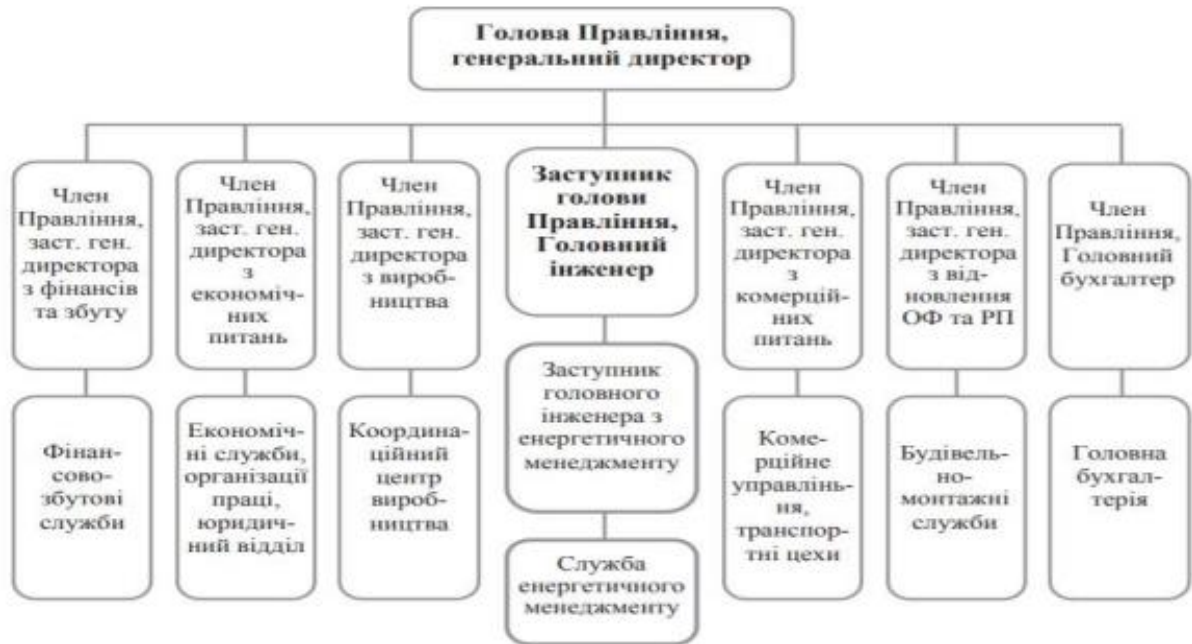 Голова Правління,
генеральний директор
Член
Правління,
заст. ген.
директора
з фінансів
та збуту
Член
Правління,
заст. ген.
директора
з
економіч-
них
питань
Член
Правління,
заст. ген.
директора
з вироб-
ництва
Заступник
голови
Правління,
Головний
інженер
Член
Правління,
заст. ген.
директора
з
комерцій-
них
питань
Член
Правління,
заст. ген.
директора
з від-
новлення
ОФ та РП
Член
Правління,
Головний
бухгалтер
Заступник
головного
інженера з
енергетичного
менеджменту
Фінан-
сово-
збутові
служби
Економіч-
ні служби,
організації
праці,
юридич-
ний відділ
Координа-
ційний
центр
вироб-
ництва
Служба
енергетичного
менеджменту
Коме-
рційне
управлінь-
ня,
транспор-
тні цехи
Будівель-
но-
монтажні
служби
Головна
бухгал-
терія